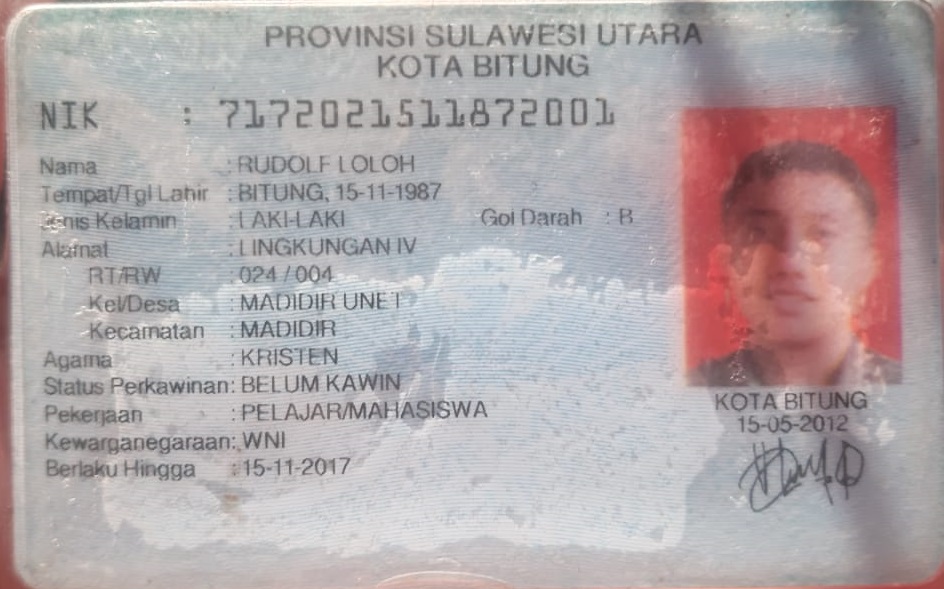 PROVINSI SULAWESI UTARA
KOTA BITUNG
NIK : 7172021511872001
Nama : RUDOLF LOLOH
Tempat/Tgl Lahir : BITUNG, 15-11-1987
Jenis Kelamin : LAKI-LAKI Gol Darah : B
Alamat : LINGKUNGAN IV
RT/RW : 024 / 004
Kel/Desa : MADIDIR UNET
Kecamatan : MADIDIR
Agama : KRISTEN
Status Perkawinan: BELUM KAWIN
Pekerjaan : PELAJAR/MAHASISWA
Kewarganegaraan: WNI
Berlaku Hingga : 15-11-2017
KOTA BITUNG
15-05-2012